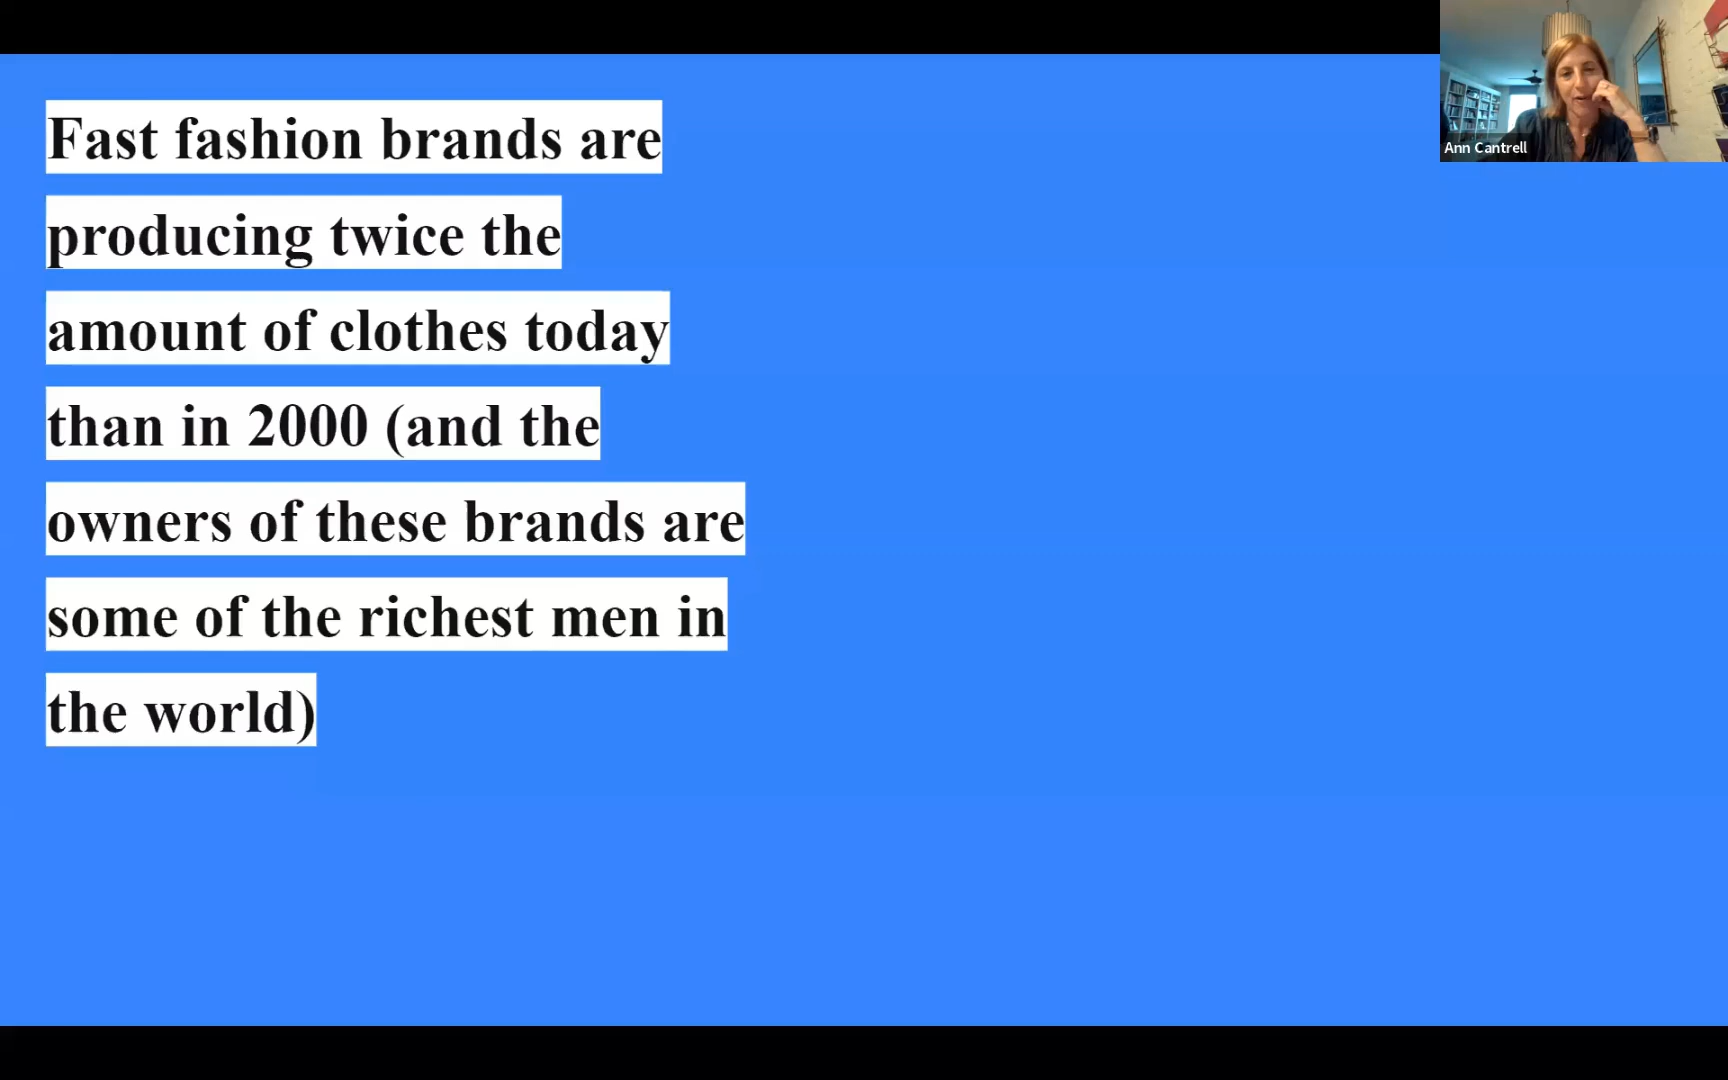 Fast fashion brands are
producing twice the
amount of clothes today
than in 2000 (and the
owners of these brands are
some of the richest men in
the world)
Ann Cantrell